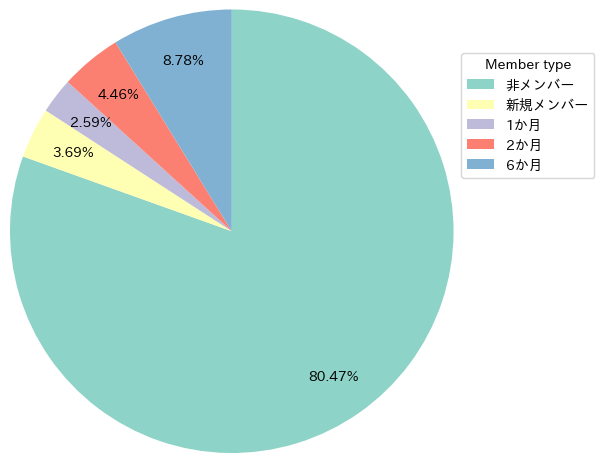 8.78%
4.46%
2.59%
3.69%
80.47%
Member type
非メンバー
新規メンバー
1か月
2か月
6か月